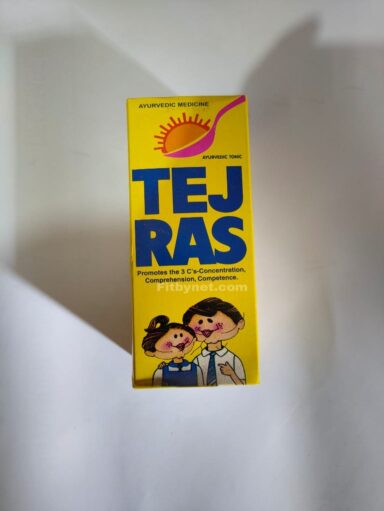 AYURVEDIC MEDICINE
AYURVEDIC TONIC
TEJ
RAS
Promotes the 3 C's-Concentration,
Comprehension, Competence.
Fitbynet.com